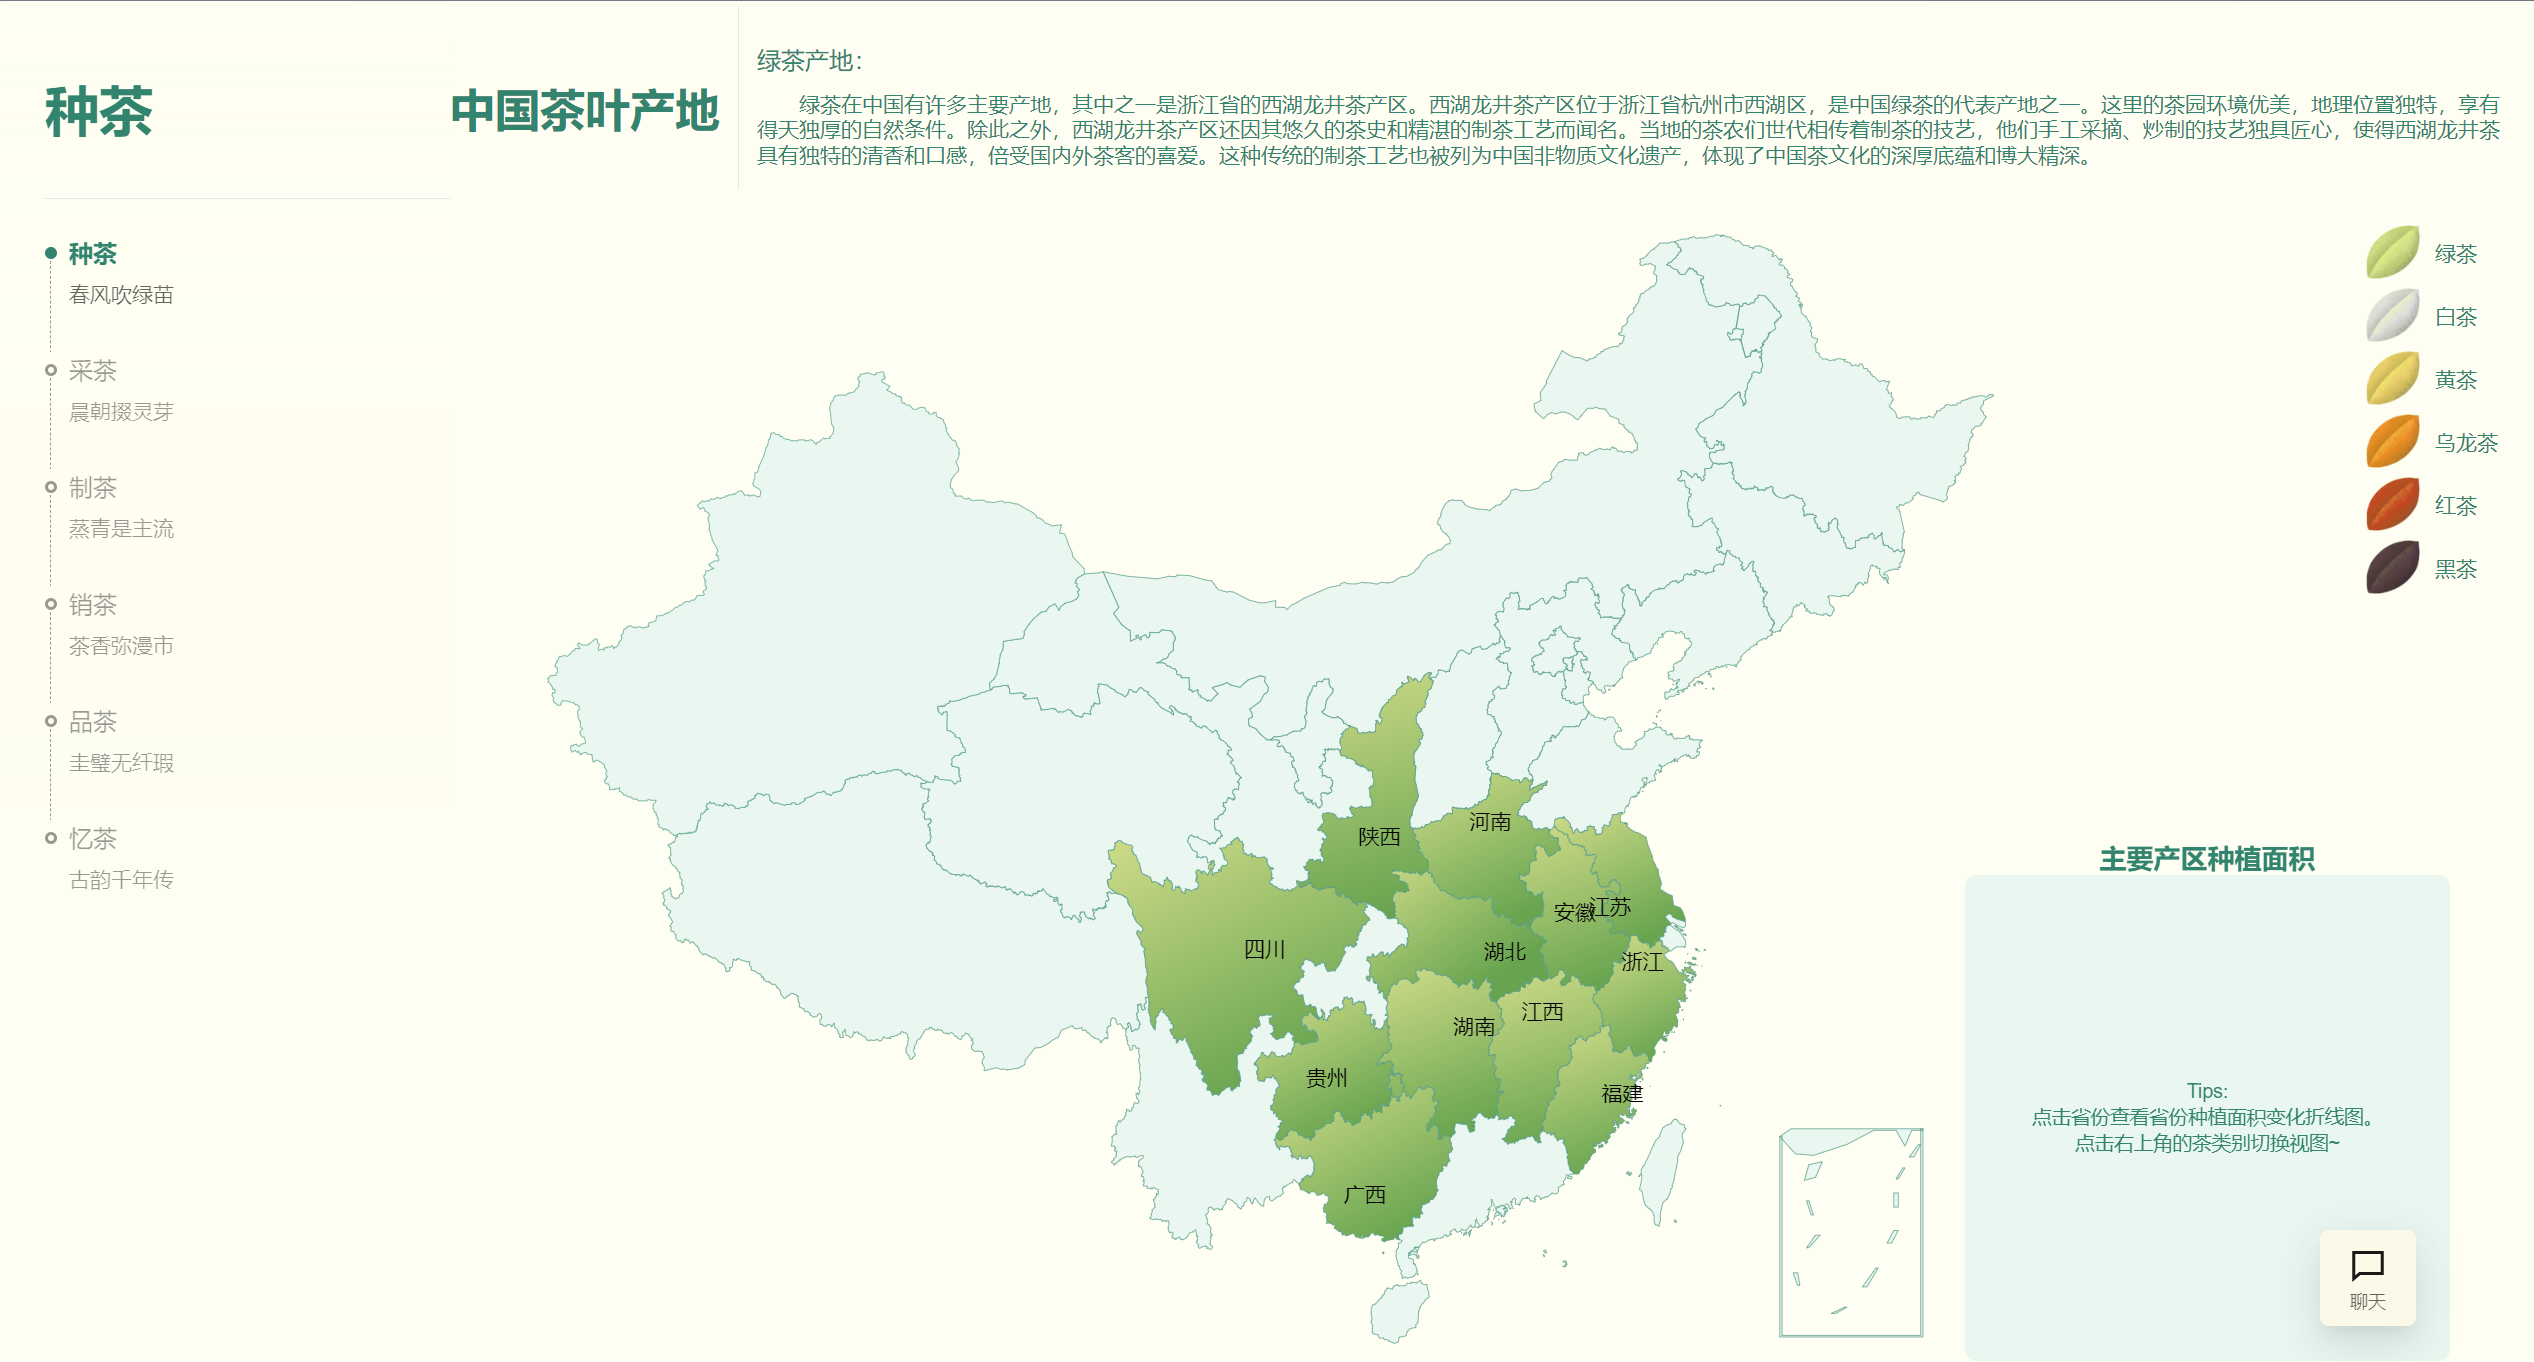 种茶
中国茶叶产地
绿茶产地：
绿茶在中国有许多主要产地，其中之一是浙江省的西湖龙井茶产区。西湖龙井茶产区位于浙江省杭州市西湖区，是中国绿茶的代表产地之一。这里的茶园环境优美，地理位置独特，享有
得天独厚的自然条件。除此之外，西湖龙井茶产区还因其悠久的茶史和精湛的制茶工艺而闻名。当地的茶农们世代相传着制茶的技艺，他们手工采摘、炒制的技艺独具匠心，使得西湖龙井茶
具有独特的清香和口感，倍受国内外茶客的喜爱。这种传统的制茶工艺也被列为中国非物质文化遗产，体现了中国茶文化的深厚底蕴和博大精深。
种茶
春风吹绿苗
采茶
晨朝掇灵芽
制茶
蒸青是主流
销茶
茶香弥漫市
品茶
圭璧无纤瑕
忆茶
古韵千年传
绿茶
白茶
黄茶
乌龙茶
红茶
黑茶
陕西
河南
安徽
江苏
四川
湖北
浙江
湖南
江西
贵州
福建
广西
主要产区种植面积
Tips:
点击省份查看省份种植面积变化折线图。
点击右上角的茶类别切换视图~
聊天